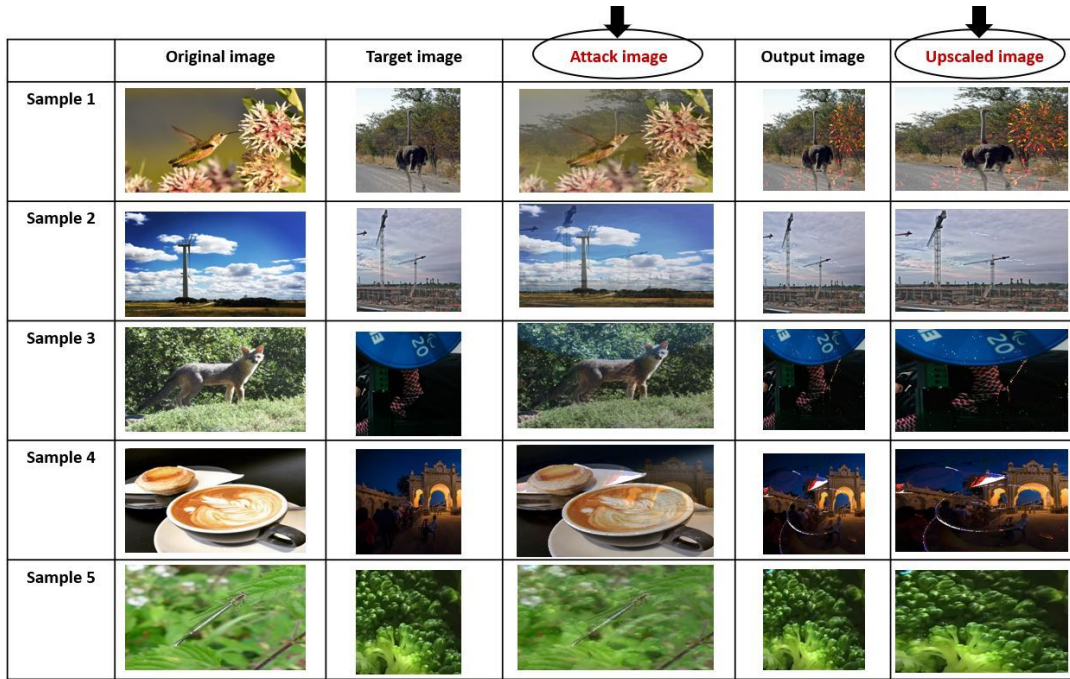 Original image Target image Attack image Output image Upscaled image
Sample 1
Sample 2
Sample 3
E 20
E 20
E 20
Sample 4
Sample 5